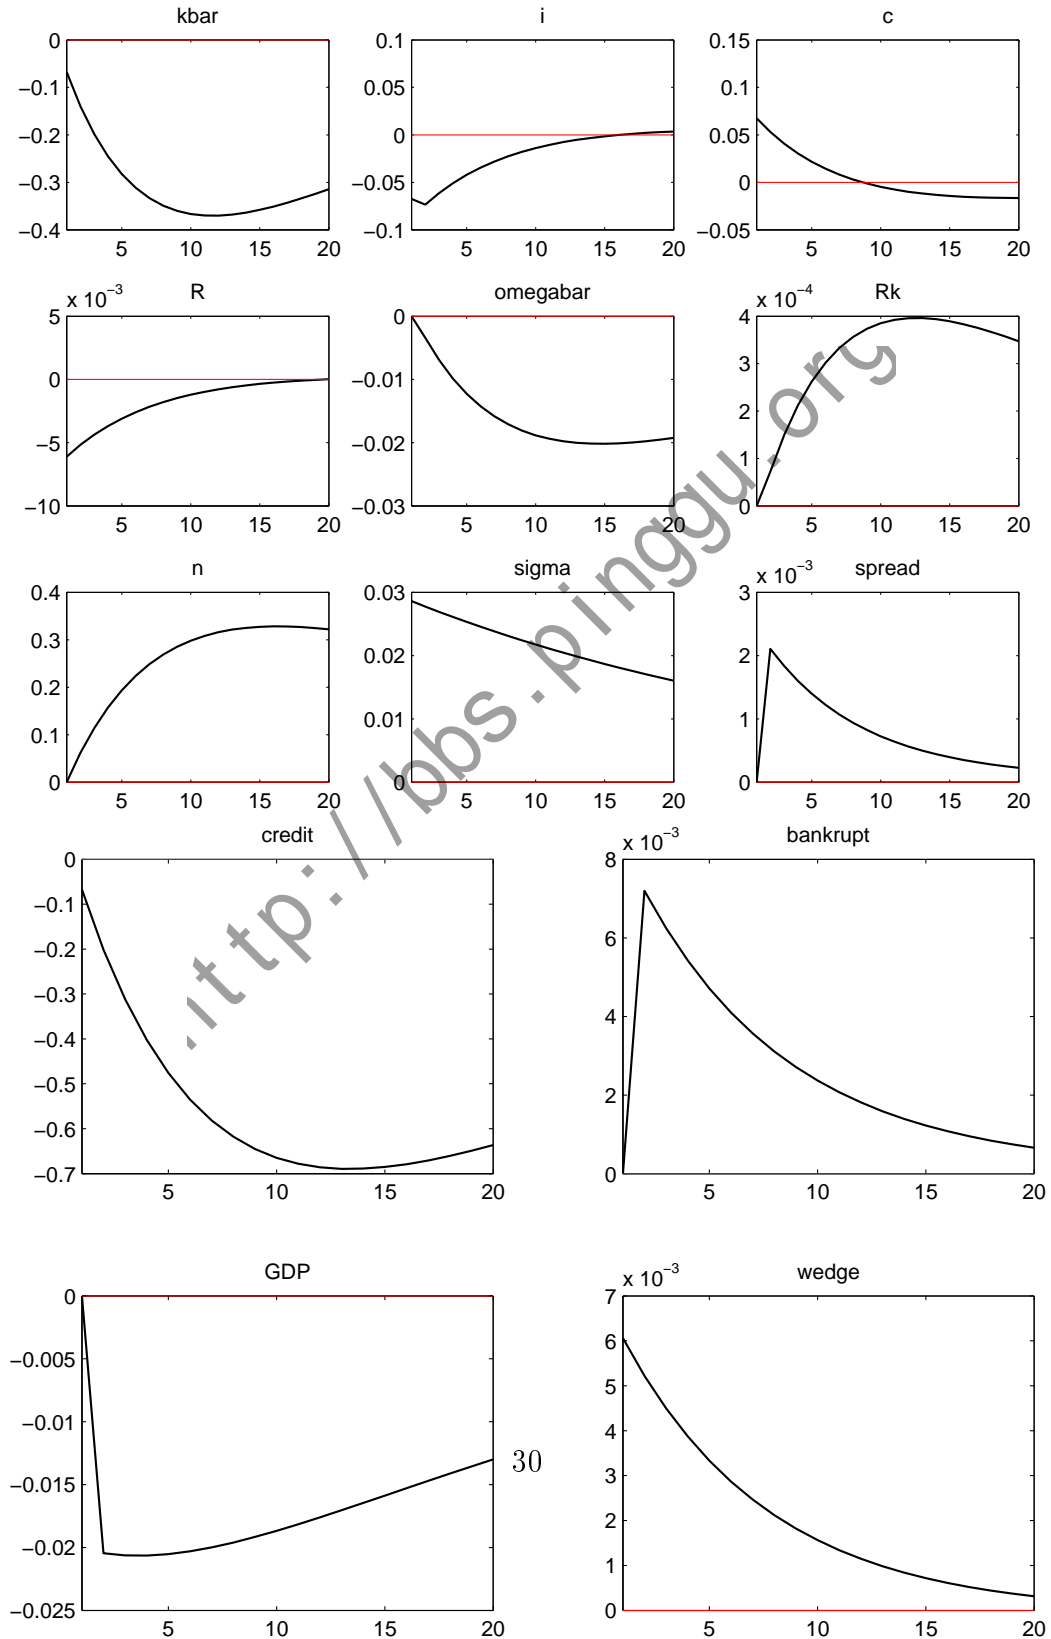 kbar i c
0 −0.1 −0.2 −0.3 −0.4
5 10 15 20
0.1 0.05 0 −0.05 −0.1
5 10 15 20
0.15 0.1 0.05 0 −0.05
5 10 15 20
R omegabar Rk
x 10⁻³
5 0 −5 −10
5 10 15 20
0 −0.01 −0.02 −0.03
5 10 15 20
x 10⁻⁴
4 3 2 1 0
5 10 15 20
n sigma spread
0.4 0.3 0.2 0.1 0
5 10 15 20
0.03 0.02 0.01 0
5 10 15 20
x 10⁻³
3 2 1 0
5 10 15 20
credit bankrupt
0 −0.1 −0.2 −0.3 −0.4 −0.5 −0.6 −0.7
5 10 15 20
x 10⁻³
8 6 4 2 0
5 10 15 20
GDP wedge
0 −0.005 −0.01 −0.015 −0.02 −0.025
5 10 15 20
x 10⁻³
7 6 5 4 3 2 1 0
5 10 15 20
30
http://bbs.pinggu.org